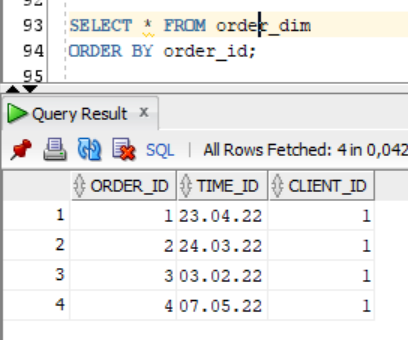 93 SELECT * FROM order_dim
94 ORDER BY order_id;
95
Query Result x
SQL | All Rows Fetched: 4 in 0,042
ORDER_ID TIME_ID CLIENT_ID
1 1 23.04.22 1
2 2 24.03.22 1
3 3 03.02.22 1
4 4 07.05.22 1